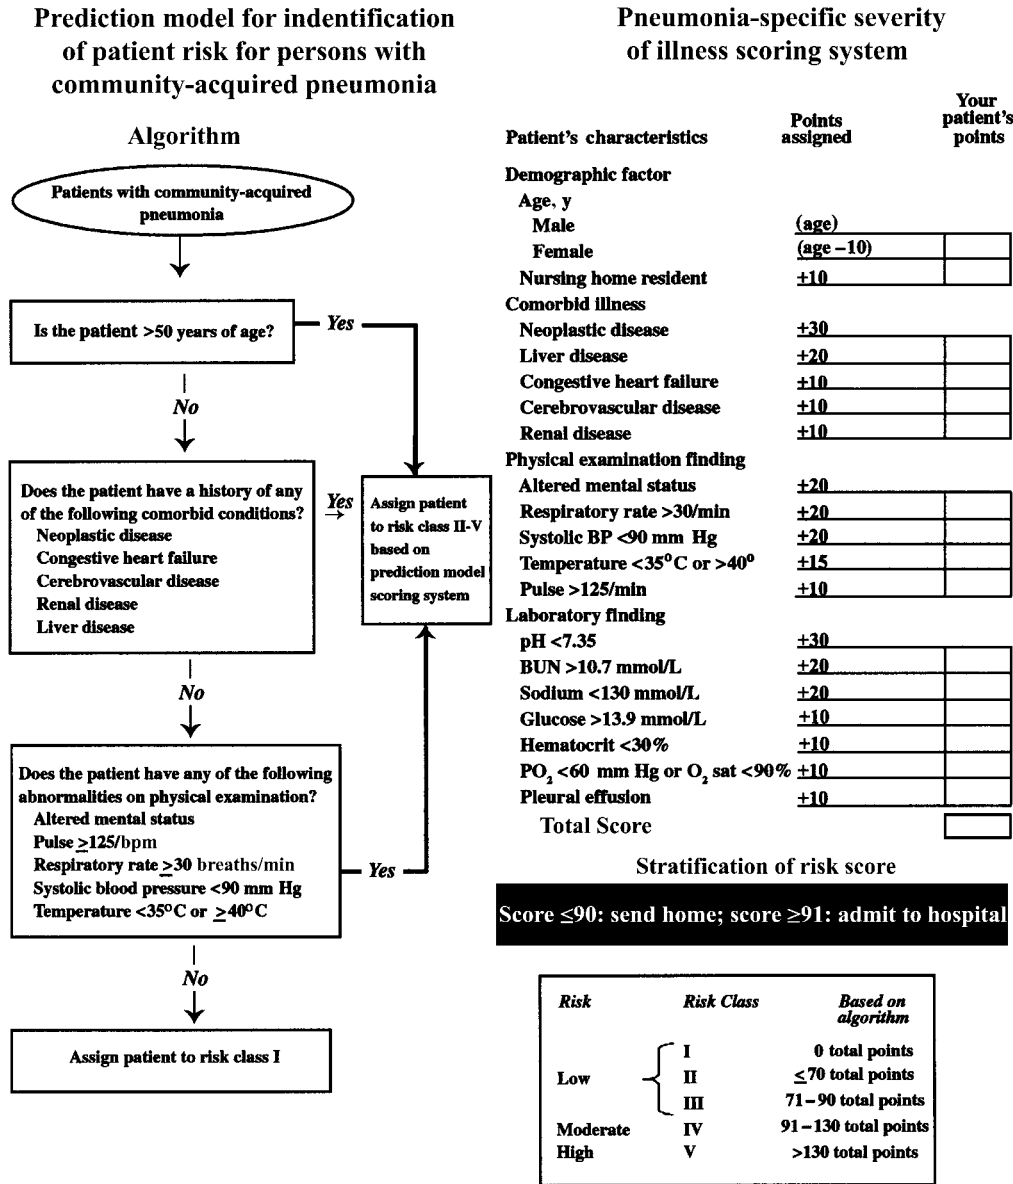 Prediction model for indentification
of patient risk for persons with
community-acquired pneumonia
Algorithm
Patients with community-acquired
pneumonia
Is the patient >50 years of age?
Yes
No
Does the patient have a history of any
of the following comorbid conditions?
Neoplastic disease
Congestive heart failure
Cerebrovascular disease
Renal disease
Liver disease
Yes
Assign patient
to risk class II-V
based on
prediction model
scoring system
No
Does the patient have any of the following
abnormalities on physical examination?
Altered mental status
Pulse ≥125/bpm
Respiratory rate ≥30 breaths/min
Systolic blood pressure <90 mm Hg
Temperature <35°C or ≥40°C
Yes
No
Assign patient to risk class I
Pneumonia-specific severity
of illness scoring system
Patient's characteristics Points assigned Your patient's points
Demographic factor
Age, y
Male (age)
Female (age −10)
Nursing home resident +10
Comorbid illness
Neoplastic disease +30
Liver disease +20
Congestive heart failure +10
Cerebrovascular disease +10
Renal disease +10
Physical examination finding
Altered mental status +20
Respiratory rate >30/min +20
Systolic BP <90 mm Hg +20
Temperature <35°C or >40° +15
Pulse >125/min +10
Laboratory finding
pH <7.35 +30
BUN >10.7 mmol/L +20
Sodium <130 mmol/L +20
Glucose >13.9 mmol/L +10
Hematocrit <30% +10
PO₂ <60 mm Hg or O₂ sat <90% +10
Pleural effusion +10
Total Score
Stratification of risk score
Score ≤90: send home; score ≥91: admit to hospital
Risk Risk Class Based on algorithm
I 0 total points
Low II ≤70 total points
III 71–90 total points
Moderate IV 91–130 total points
High V >130 total points